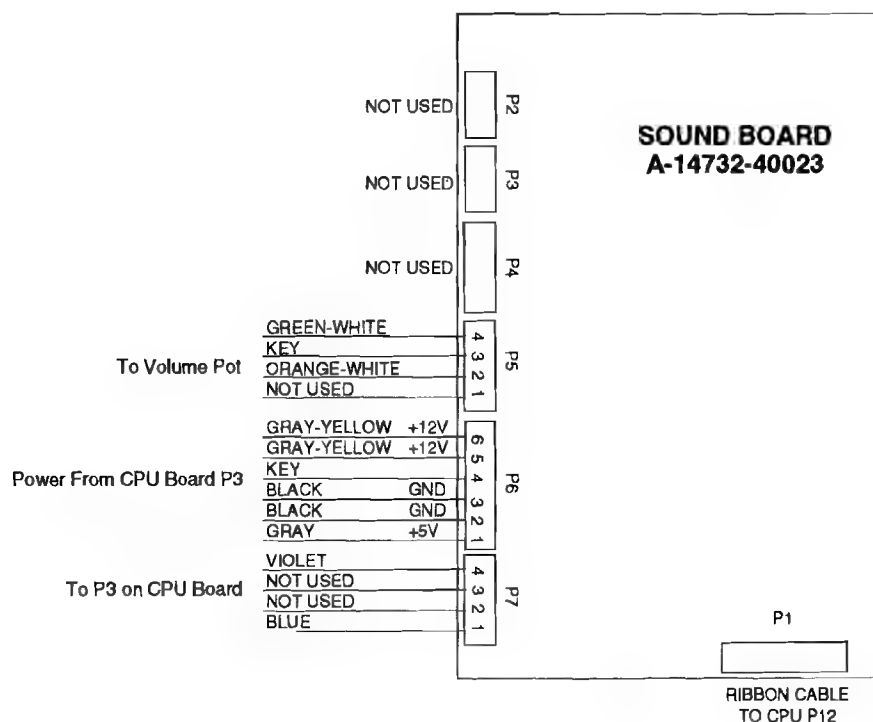 SOUND BOARD
A-14732-40023
NOT USED P2
NOT USED P3
NOT USED P4
To Volume Pot
GREEN-WHITE 4
KEY 3
ORANGE-WHITE 2
NOT USED 1
P5
Power From CPU Board P3
GRAY-YELLOW +12V 6
GRAY-YELLOW +12V 5
KEY 4
BLACK GND 3
BLACK GND 2
GRAY +5V 1
P6
To P3 on CPU Board
VIOLET 4
NOT USED 3
NOT USED 2
BLUE 1
P7
P1
RIBBON CABLE
TO CPU P12